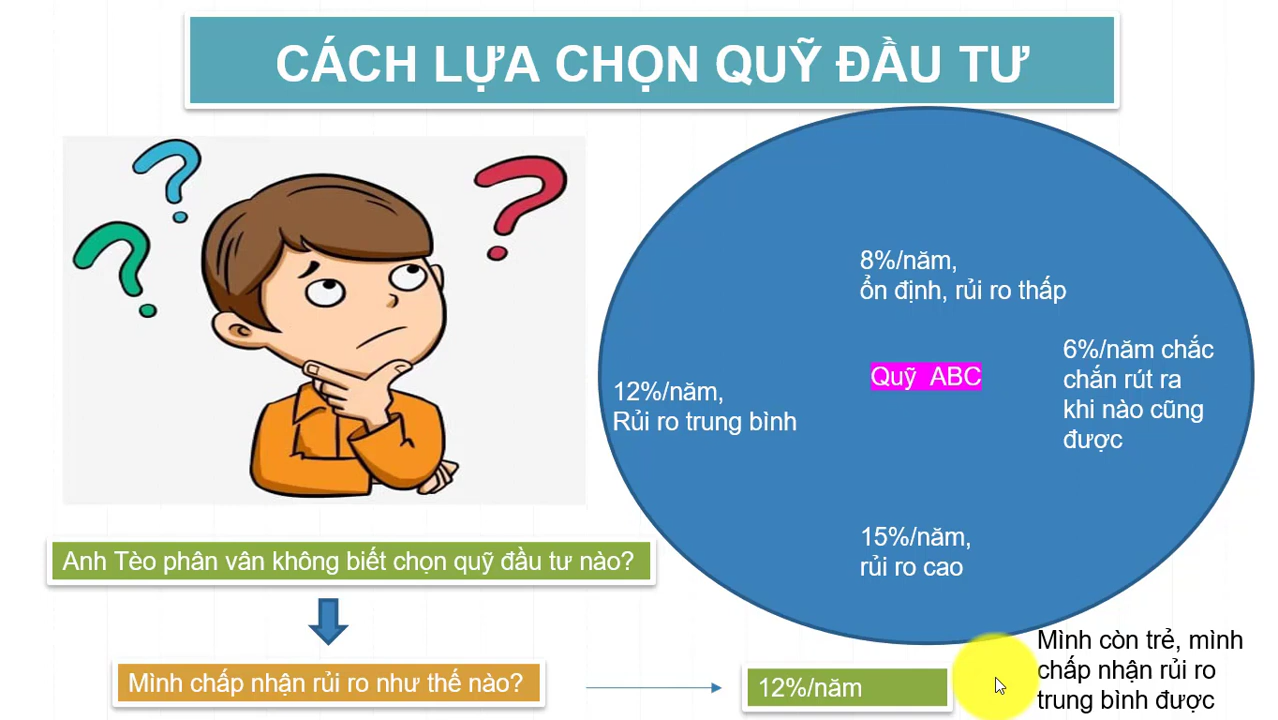 CÁCH LỰA CHỌN QUỸ ĐẦU TƯ
8%/năm,
ổn định, rủi ro thấp
6%/năm chắc
chắn rút ra
khi nào cũng
được
Quỹ ABC
12%/năm,
Rủi ro trung bình
15%/năm,
rủi ro cao
Anh Tèo phân vân không biết chọn quỹ đầu tư nào?
Mình chấp nhận rủi ro như thế nào?
12%/năm
Mình còn trẻ, mình
chấp nhận rủi ro
trung bình được